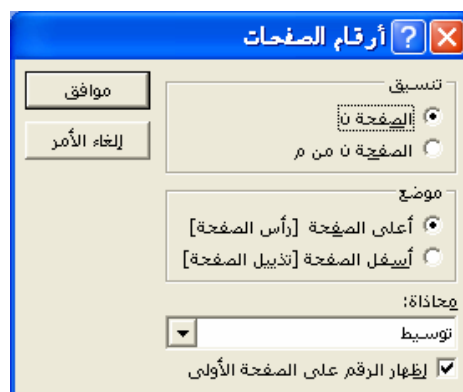 أرقام الصفحات
تنسيق
الصفحة ن
الصفحة ن من م
موضع
أعلى الصفحة [رأس الصفحة]
أسفل الصفحة [تذييل الصفحة]
محاذاة:
توسيط
إظهار الرقم على الصفحة الأولى
موافق
إلغاء الأمر